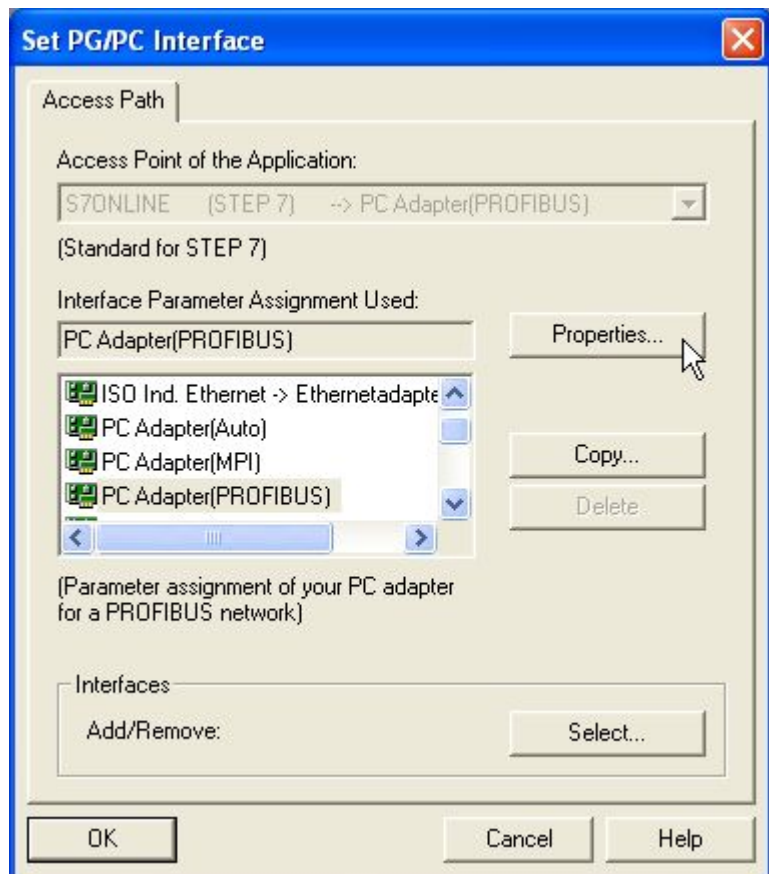 Set PG/PC Interface
Access Path
Access Point of the Application:
S7ONLINE (STEP 7) --> PC Adapter(PROFIBUS)
(Standard for STEP 7)
Interface Parameter Assignment Used:
PC Adapter(PROFIBUS)
Properties...
ISO Ind. Ethernet -> Ethernetadapte
PC Adapter(Auto)
PC Adapter(MPI)
PC Adapter(PROFIBUS)
Copy...
Delete
(Parameter assignment of your PC adapter
for a PROFIBUS network)
Interfaces
Add/Remove:
Select...
OK
Cancel
Help